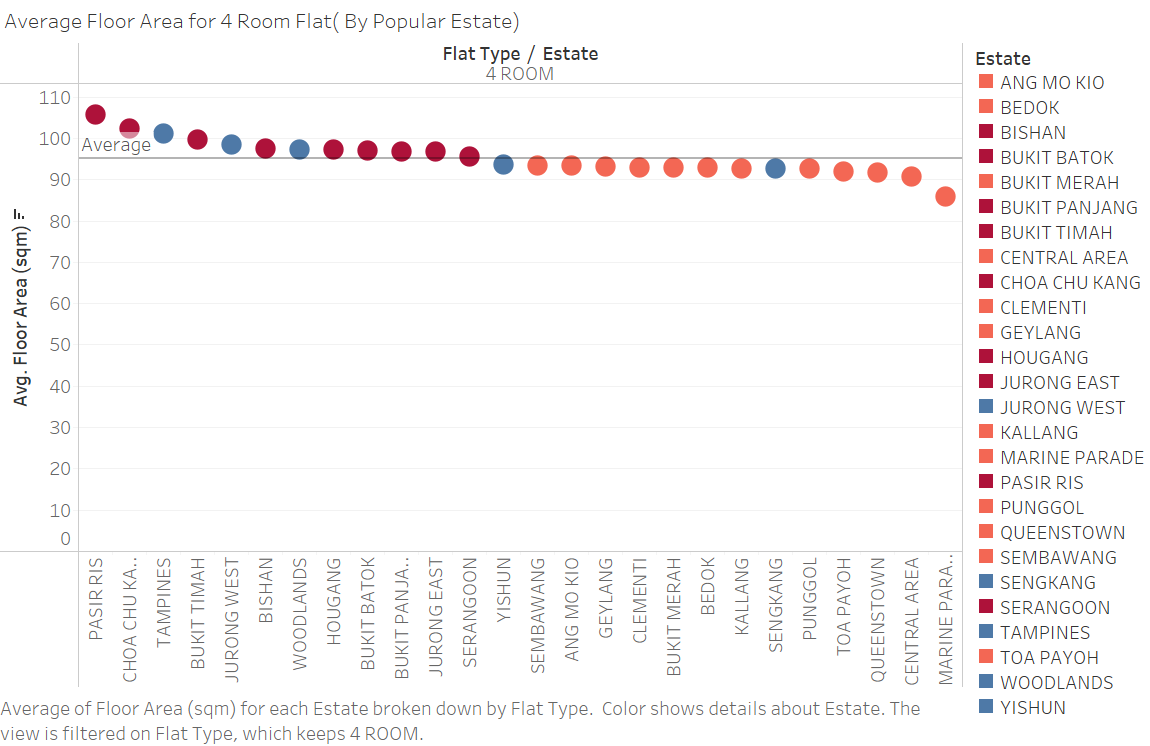 Average Floor Area for 4 Room Flat( By Popular Estate)
Flat Type / Estate
4 ROOM
Avg. Floor Area (sqm)
110
100
90
80
70
60
50
40
30
20
10
0
Average
PASIR RIS
CHOA CHU KA..
TAMPINES
BUKIT TIMAH
JURONG WEST
BISHAN
WOODLANDS
HOUGANG
BUKIT BATOK
BUKIT PANJA..
JURONG EAST
SERANGOON
YISHUN
SEMBAWANG
ANG MO KIO
GEYLANG
CLEMENTI
BUKIT MERAH
BEDOK
KALLANG
SENGKANG
PUNGGOL
TOA PAYOH
QUEENSTOWN
CENTRAL AREA
MARINE PARA..
Estate
ANG MO KIO
BEDOK
BISHAN
BUKIT BATOK
BUKIT MERAH
BUKIT PANJANG
BUKIT TIMAH
CENTRAL AREA
CHOA CHU KANG
CLEMENTI
GEYLANG
HOUGANG
JURONG EAST
JURONG WEST
KALLANG
MARINE PARADE
PASIR RIS
PUNGGOL
QUEENSTOWN
SEMBAWANG
SENGKANG
SERANGOON
TAMPINES
TOA PAYOH
WOODLANDS
YISHUN
Average of Floor Area (sqm) for each Estate broken down by Flat Type.  Color shows details about Estate. The
view is filtered on Flat Type, which keeps 4 ROOM.